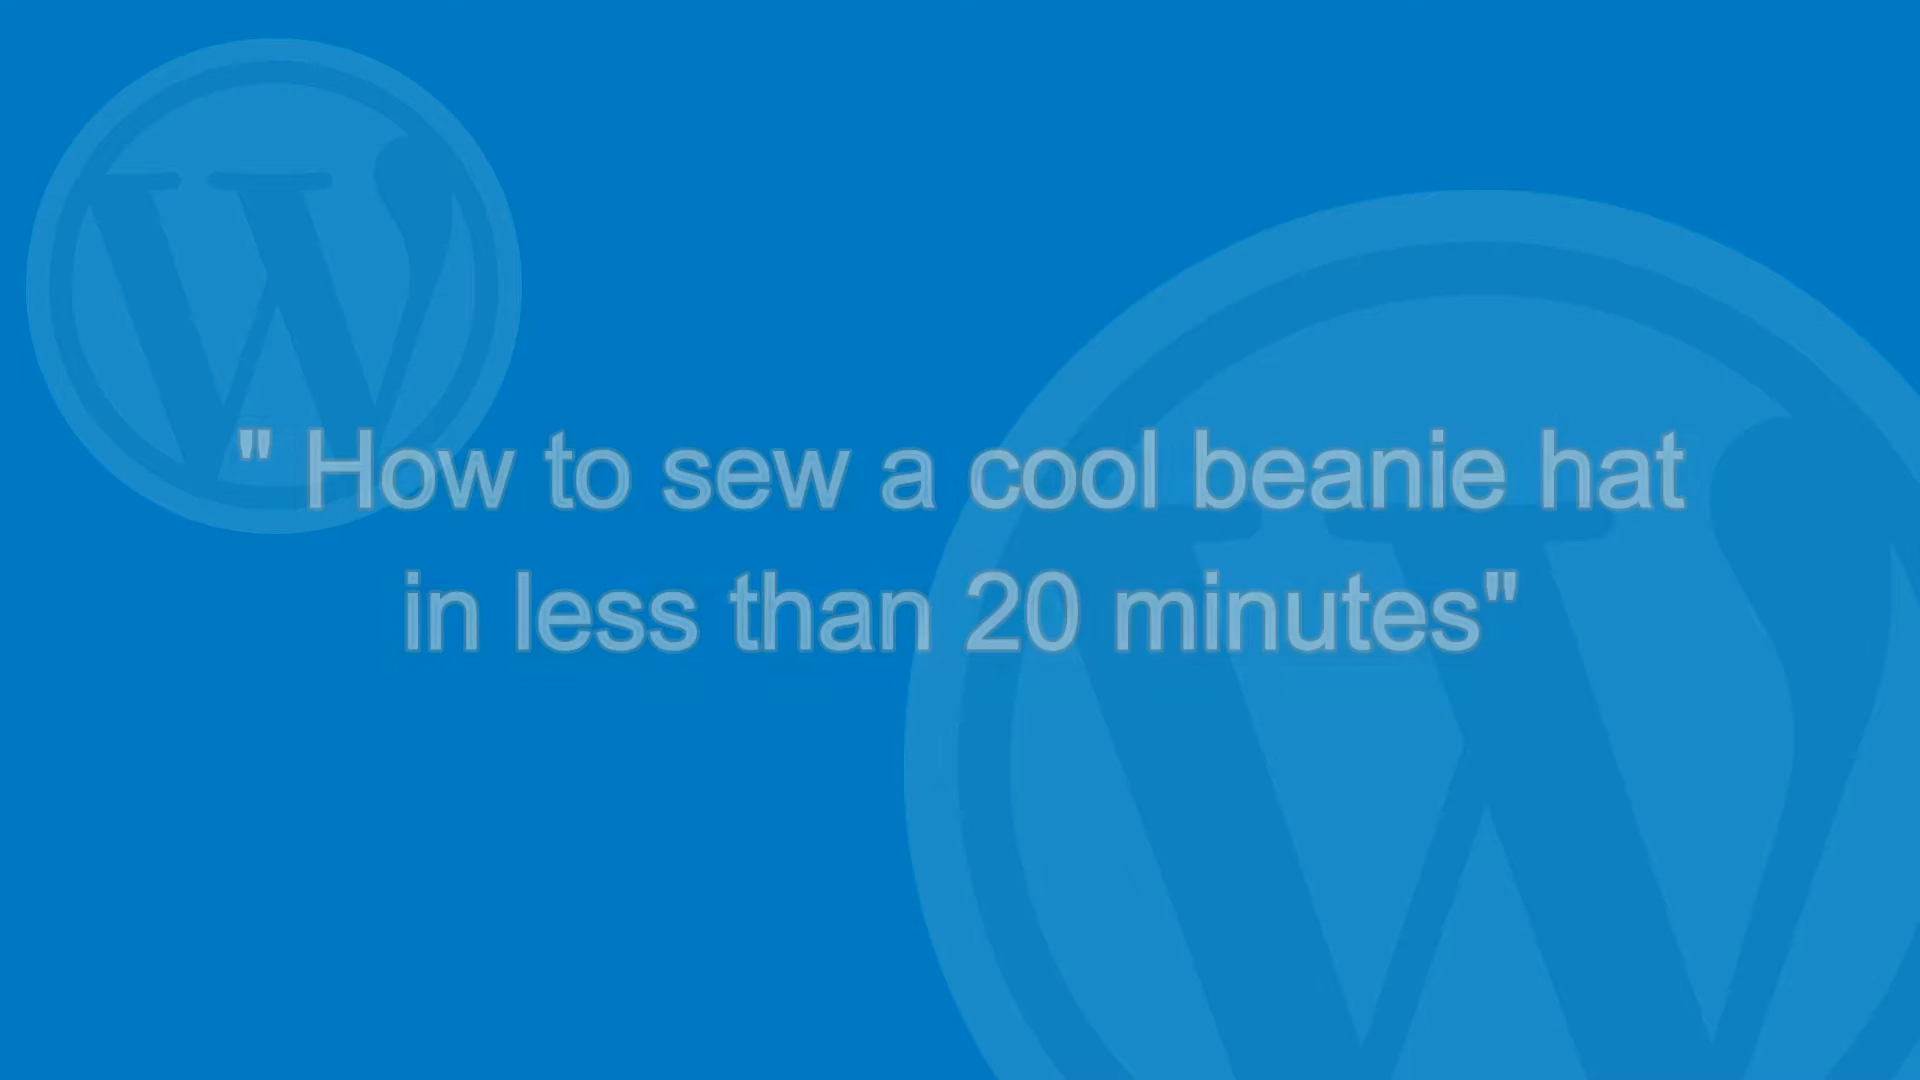 " How to sew a cool beanie hat
in less than 20 minutes"